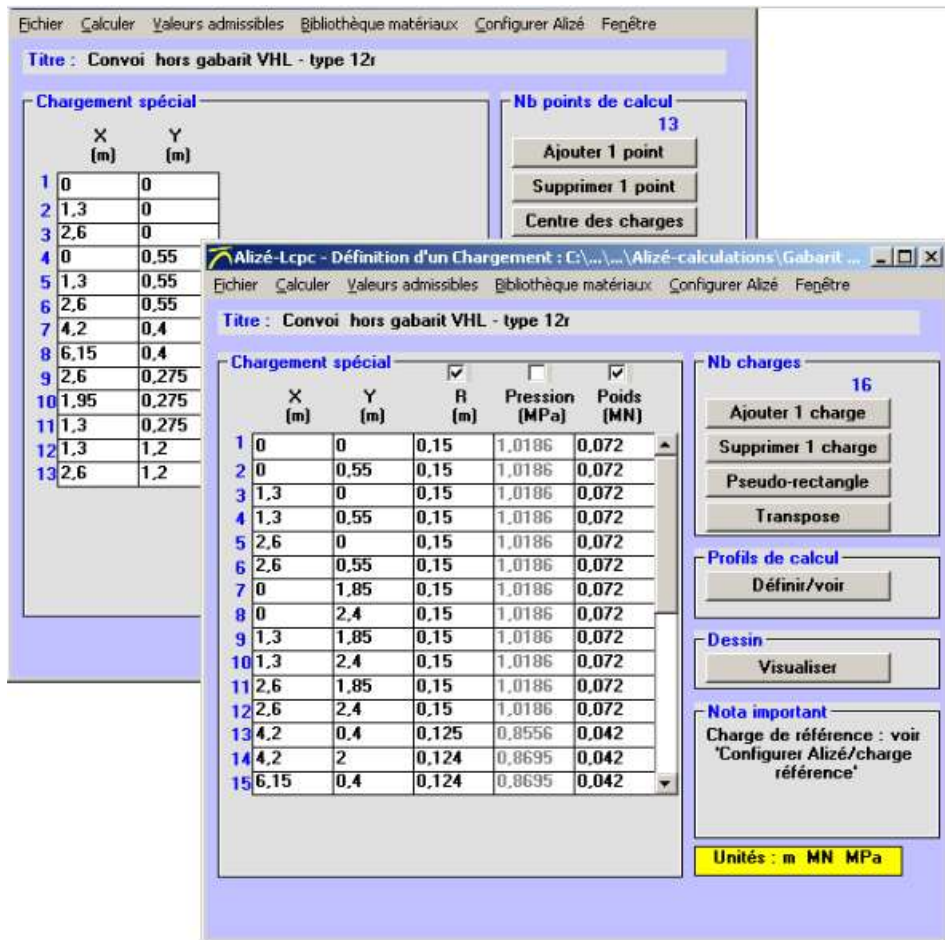 Fichier Calculer Valeurs admissibles Bibliothèque matériaux Configurer Alizé Fenêtre
Titre : Convoi hors gabarit VHL - type 12r
Chargement spécial
X Y
(m) (m)
1 0 0
2 1,3 0
3 2,6 0
4 0 0,55
5 1,3 0,55
6 2,6 0,55
7 4,2 0,4
8 6,15 0,4
9 2,6 0,275
10 1,95 0,275
11 1,3 0,275
12 1,3 1,2
13 2,6 1,2
Nb points de calcul
13
Ajouter 1 point
Supprimer 1 point
Centre des charges
Alizé-Lcpc - Définition d'un Chargement : C:\...\...\Alizé-calculations\Gabarit ...
Fichier Calculer Valeurs admissibles Bibliothèque matériaux Configurer Alizé Fenêtre
Titre : Convoi hors gabarit VHL - type 12r
Chargement spécial
X Y R Pression Poids
(m) (m) (m) (MPa) (MN)
1 0 0 0,15 1,0186 0,072
2 0 0,55 0,15 1,0186 0,072
3 1,3 0 0,15 1,0186 0,072
4 1,3 0,55 0,15 1,0186 0,072
5 2,6 0 0,15 1,0186 0,072
6 2,6 0,55 0,15 1,0186 0,072
7 0 1,85 0,15 1,0186 0,072
8 0 2,4 0,15 1,0186 0,072
9 1,3 1,85 0,15 1,0186 0,072
10 1,3 2,4 0,15 1,0186 0,072
11 2,6 1,85 0,15 1,0186 0,072
12 2,6 2,4 0,15 1,0186 0,072
13 4,2 0,4 0,125 0,8556 0,042
14 4,2 2 0,124 0,8695 0,042
15 6,15 0,4 0,124 0,8695 0,042
Nb charges
16
Ajouter 1 charge
Supprimer 1 charge
Pseudo-rectangle
Transpose
Profils de calcul
Définir/voir
Dessin
Visualiser
Nota important
Charge de référence : voir
'Configurer Alizé/charge
référence'
Unités : m MN MPa